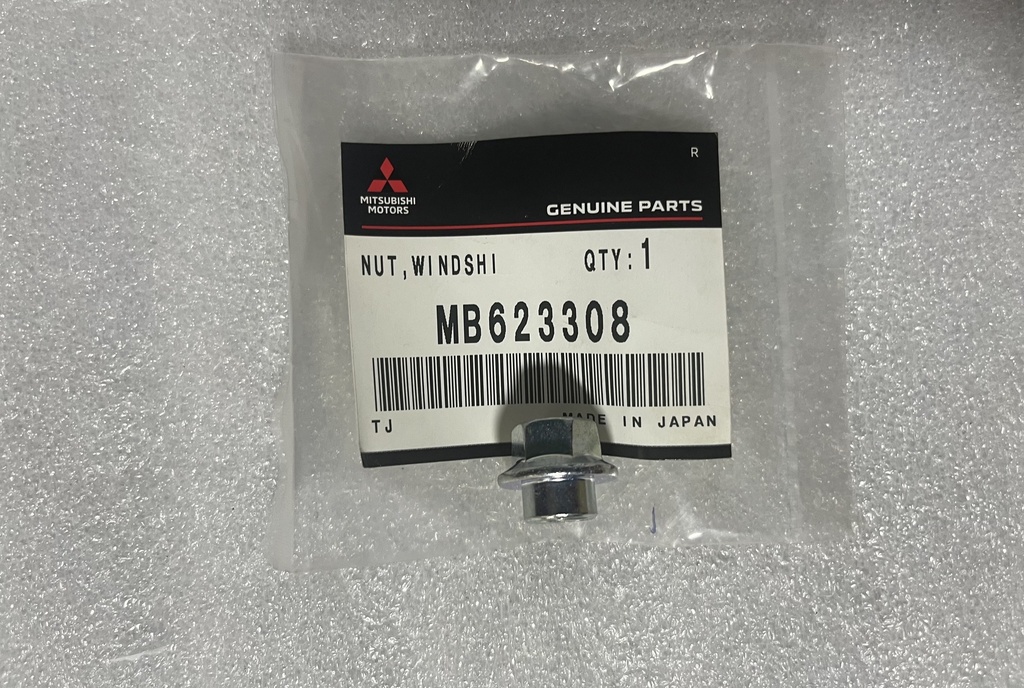 R
MITSUBISHI
MOTORS
GENUINE PARTS
NUT,WINDSHI QTY:1
MB623308
TJ MADE IN JAPAN